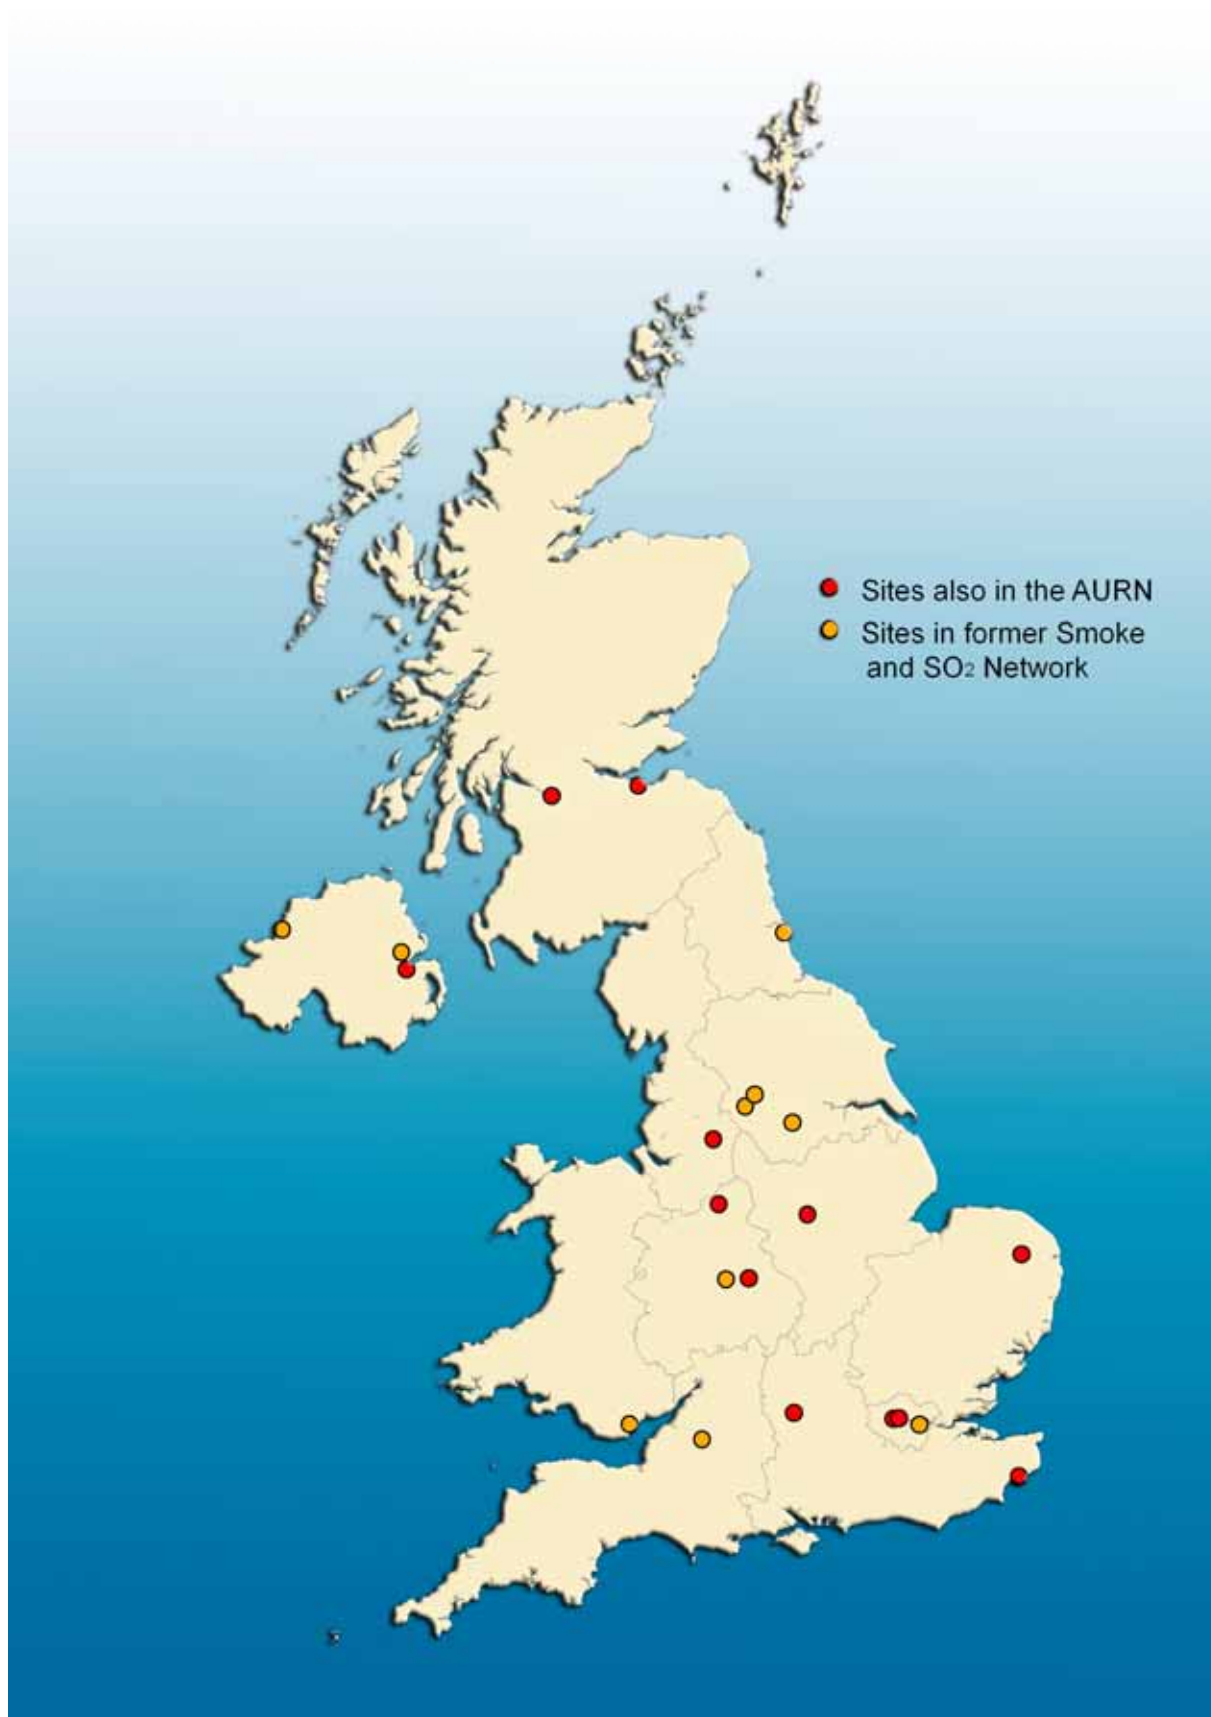 Sites also in the AURN
Sites in former Smoke
and SO₂ Network